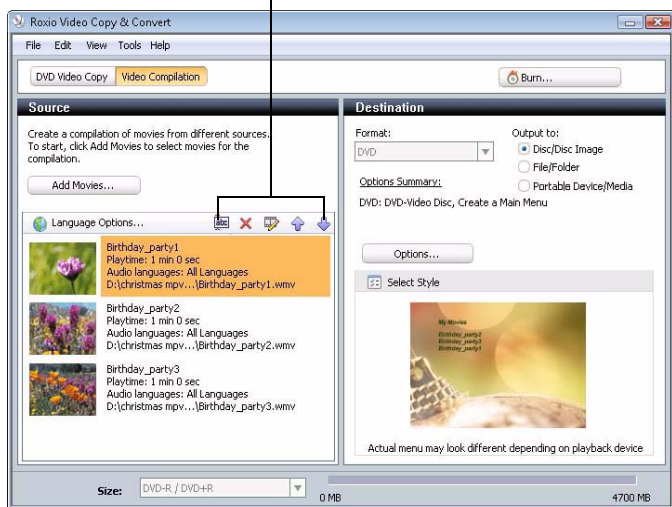 Roxio Video Copy & Convert
File Edit View Tools Help
DVD Video Copy
Video Compilation
Burn...
Source
Create a compilation of movies from different sources.
To start, click Add Movies to select movies for the
compilation.
Add Movies...
Language Options...
abc
Birthday_party1
Playtime: 1 min 0 sec
Audio languages: All Languages
D:\christmas mpv...\Birthday_party1.wmv
Birthday_party2
Playtime: 1 min 0 sec
Audio languages: All Languages
D:\christmas mpv...\Birthday_party2.wmv
Birthday_party3
Playtime: 1 min 0 sec
Audio languages: All Languages
D:\christmas mpv...\Birthday_party3.wmv
Destination
Format:
DVD
Output to:
Disc/Disc Image
File/Folder
Portable Device/Media
Options Summary:
DVD: DVD-Video Disc, Create a Main Menu
Options...
Select Style
My Movies
Birthday_party2
Birthday_party3
Birthday_party1
Actual menu may look different depending on playback device
Size:
DVD-R / DVD+R
0 MB
4700 MB